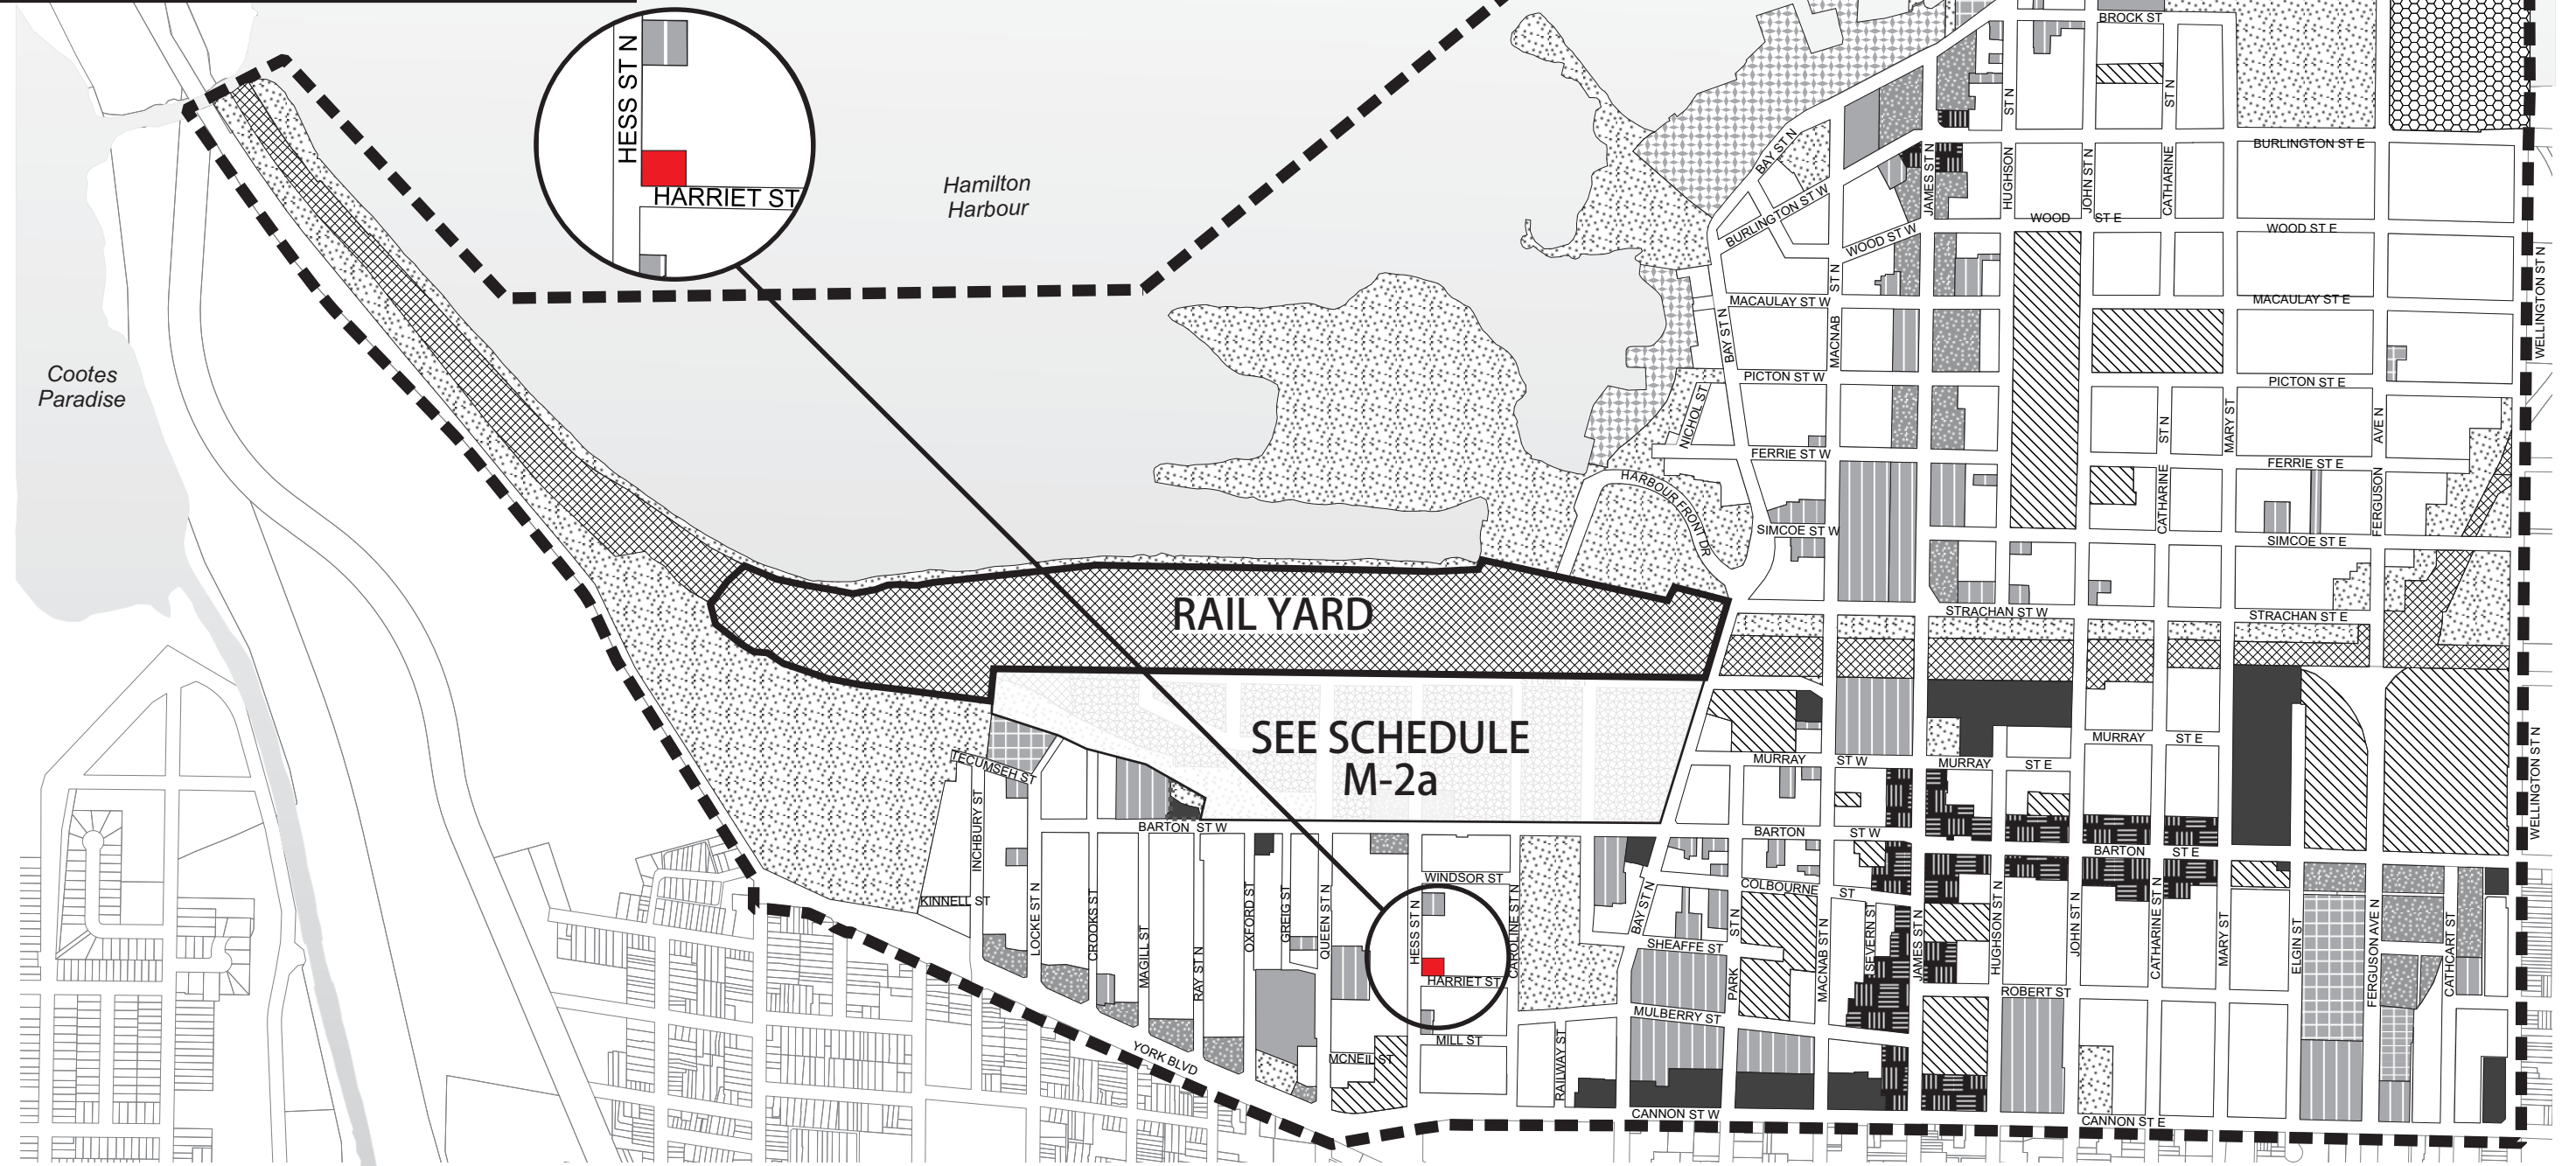 BROCK ST
HESS ST N
HARRIET ST
Hamilton
Harbour
Cootes
Paradise
ST N
ST N
BAY ST N
BURLINGTON ST E
JAMES ST N
HUGHSON
JOHN ST N
CATHARINE
BURLINGTON ST W
WOOD ST E
WOOD ST E
WOOD ST W
WELLINGTON ST N
ST N
MACAULAY ST W
MACAULAY ST E
BAY ST N
MACNAB
PICTON ST W
PICTON ST E
NICHOL ST
ST N
MARY ST
AVE N
FERRIE ST W
FERRIE ST E
HARBOUR FRONT DR
CATHARINE
FERGUSON
SIMCOE ST W
SIMCOE ST E
RAIL YARD
STRACHAN ST W
STRACHAN ST E
SEE SCHEDULE
M-2a
MURRAY ST W
MURRAY ST E
MURRAY ST E
WELLINGTON ST N
TECUMSEH ST
INCHBURY ST
BARTON ST W
BARTON ST W
BARTON ST E
WINDSOR ST
COLBOURNE ST
KINNELL ST
LOCKE ST N
CROOKS ST
MAGILL ST
RAY ST N
OXFORD ST
GREIG ST
QUEEN ST N
HESS ST N
CAROLINE ST N
BAY ST N
SHEAFFE ST
PARK
ST N
MACNAB ST N
SEVERN ST
JAMES ST N
HUGHSON ST N
JOHN ST N
CATHARINE ST N
MARY ST
ELGIN ST
FERGUSON AVE N
CATHCART ST
HARRIET ST
ROBERT ST
MULBERRY ST
MILL ST
RAILWAY ST
MCNEIL ST
YORK BLVD
CANNON ST W
CANNON ST E